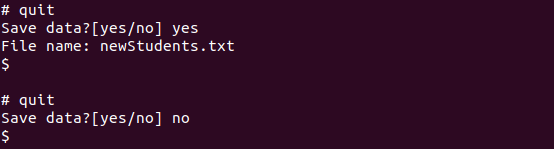 # quit
Save data?[yes/no] yes
File name: newStudents.txt
$
# quit
Save data?[yes/no] no
$